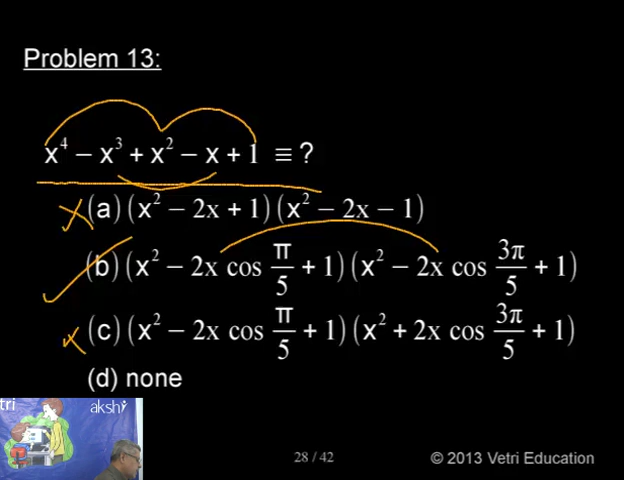 Problem 13:
x⁴ − x³ + x² − x + 1 ≡ ?
(a) (x² − 2x + 1) (x² − 2x − 1)
(b) (x² − 2x cos π/5 + 1) (x² − 2x cos 3π/5 + 1)
(c) (x² − 2x cos π/5 + 1) (x² + 2x cos 3π/5 + 1)
(d) none
tri akshi
28 / 42 © 2013 Vetri Education